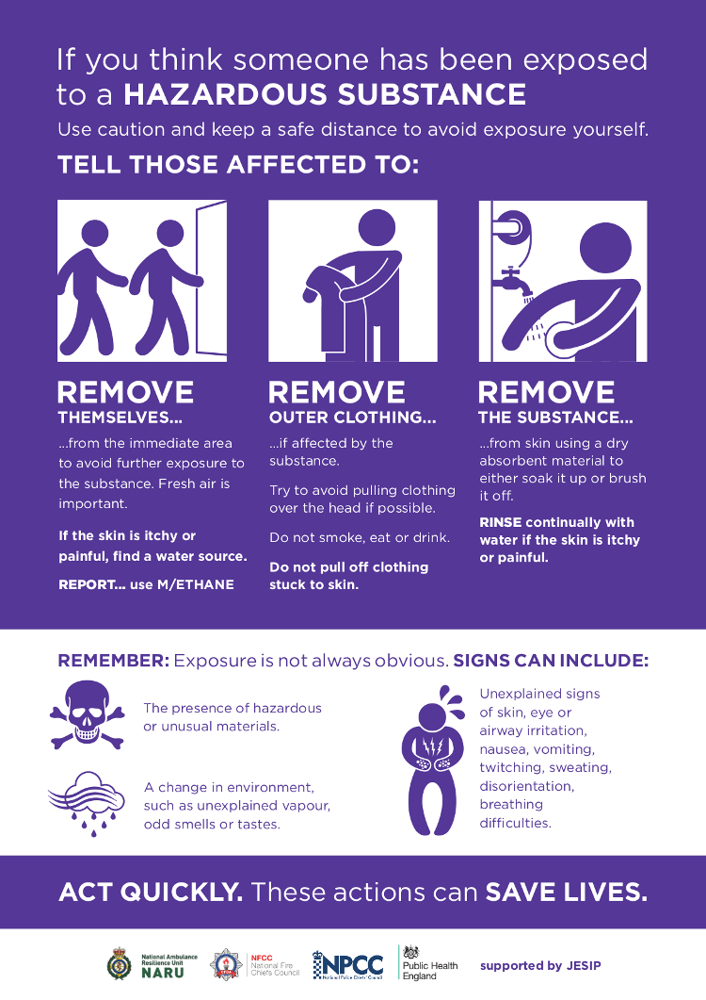 If you think someone has been exposed
to a HAZARDOUS SUBSTANCE
Use caution and keep a safe distance to avoid exposure yourself.
TELL THOSE AFFECTED TO:
REMOVE
THEMSELVES...
...from the immediate area
to avoid further exposure to
the substance. Fresh air is
important.
If the skin is itchy or
painful, find a water source.
REPORT... use M/ETHANE
REMOVE
OUTER CLOTHING...
...if affected by the
substance.
Try to avoid pulling clothing
over the head if possible.
Do not smoke, eat or drink.
Do not pull off clothing
stuck to skin.
REMOVE
THE SUBSTANCE...
...from skin using a dry
absorbent material to
either soak it up or brush
it off.
RINSE continually with
water if the skin is itchy
or painful.
REMEMBER: Exposure is not always obvious. SIGNS CAN INCLUDE:
The presence of hazardous
or unusual materials.
A change in environment,
such as unexplained vapour,
odd smells or tastes.
Unexplained signs
of skin, eye or
airway irritation,
nausea, vomiting,
twitching, sweating,
disorientation,
breathing
difficulties.
ACT QUICKLY. These actions can SAVE LIVES.
National Ambulance
Resilience Unit
NARU
NFCC
National Fire
Chiefs Council
NPCC
National Police Chiefs' Council
Public Health
England
supported by JESIP